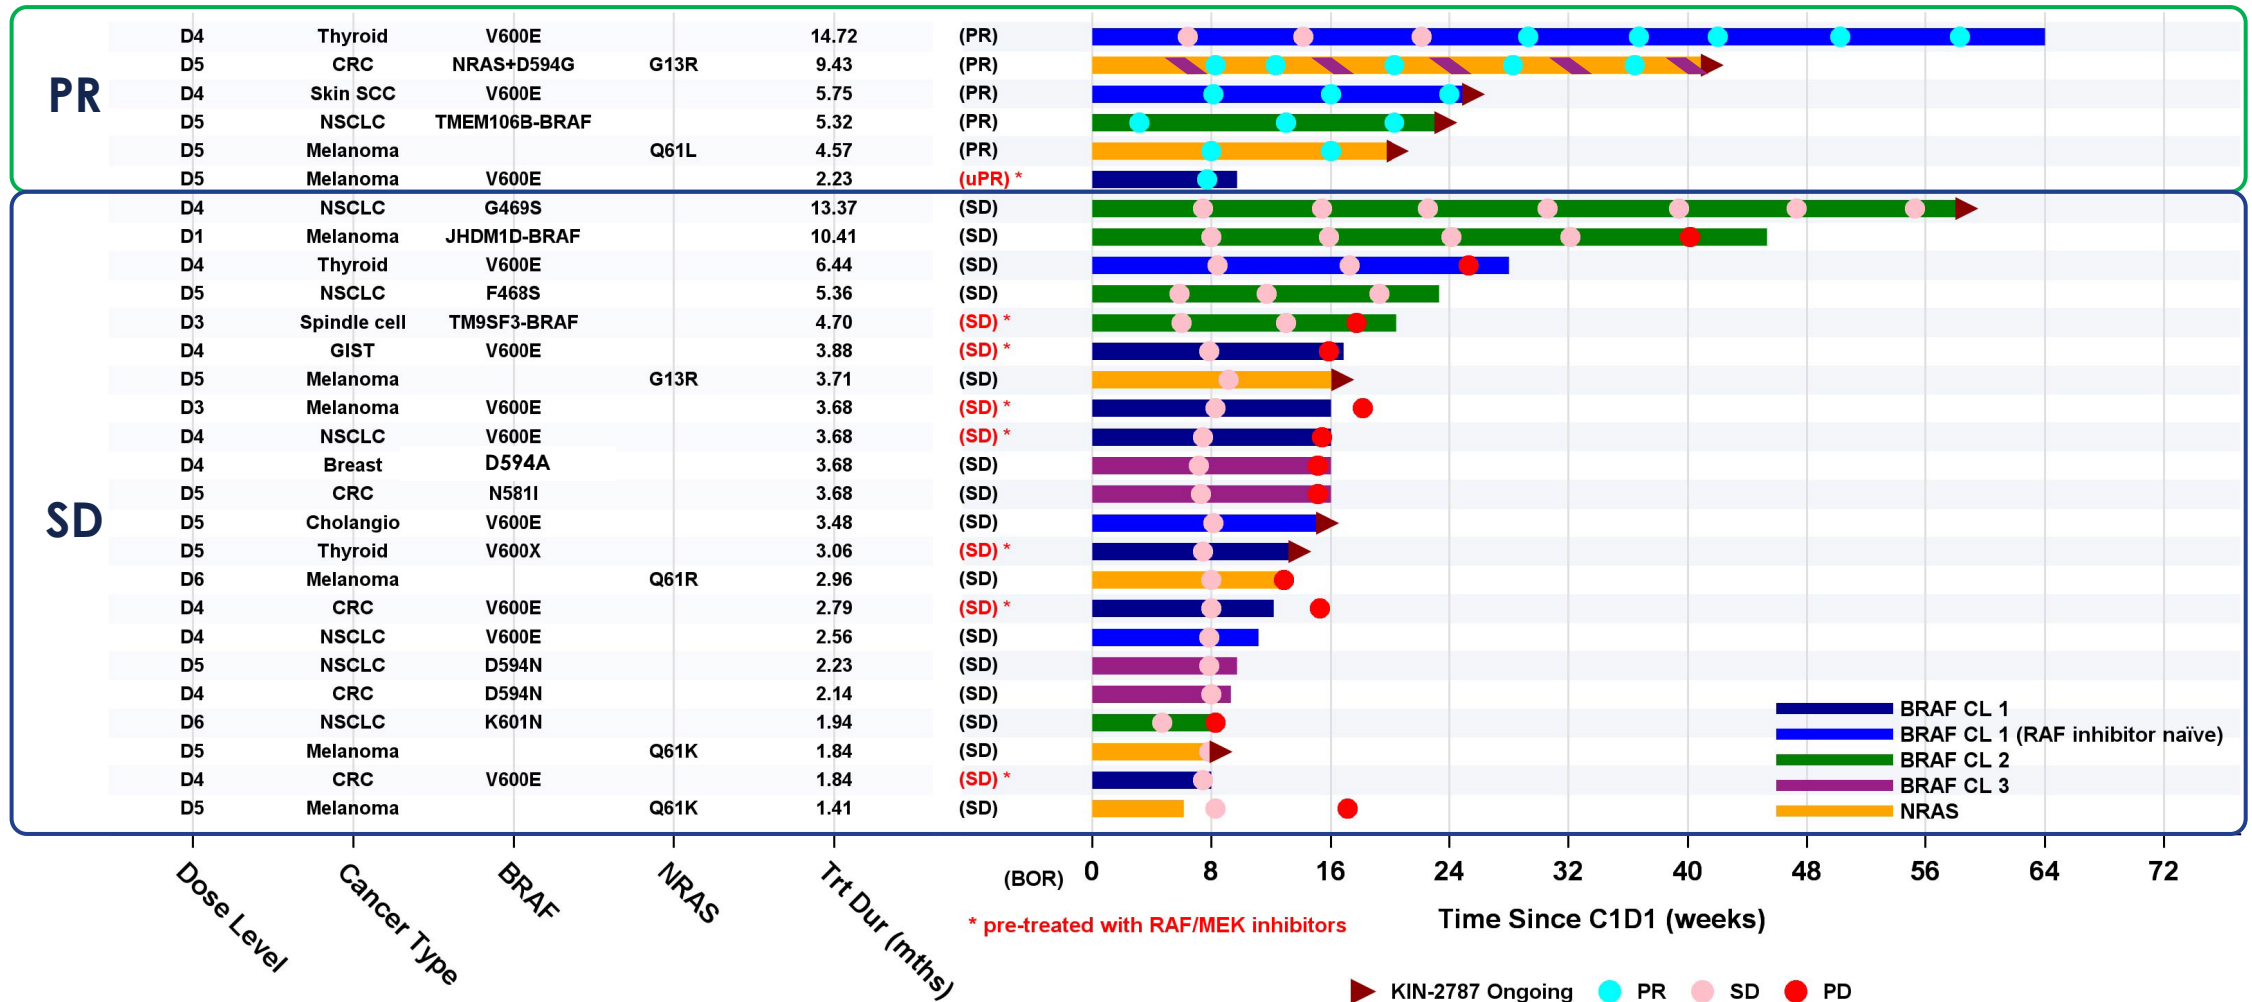 PR
D4 Thyroid V600E 14.72 (PR)
D5 CRC NRAS+D594G G13R 9.43 (PR)
D4 Skin SCC V600E 5.75 (PR)
D5 NSCLC TMEM106B-BRAF 5.32 (PR)
D5 Melanoma Q61L 4.57 (PR)
D5 Melanoma V600E 2.23 (uPR) *
SD
D4 NSCLC G469S 13.37 (SD)
D1 Melanoma JHDM1D-BRAF 10.41 (SD)
D4 Thyroid V600E 6.44 (SD)
D5 NSCLC F468S 5.36 (SD)
D3 Spindle cell TM9SF3-BRAF 4.70 (SD) *
D4 GIST V600E 3.88 (SD) *
D5 Melanoma G13R 3.71 (SD)
D3 Melanoma V600E 3.68 (SD) *
D4 NSCLC V600E 3.68 (SD) *
D4 Breast D594A 3.68 (SD)
D5 CRC N581I 3.68 (SD)
D5 Cholangio V600E 3.48 (SD)
D5 Thyroid V600X 3.06 (SD) *
D6 Melanoma Q61R 2.96 (SD)
D4 CRC V600E 2.79 (SD) *
D4 NSCLC V600E 2.56 (SD)
D5 NSCLC D594N 2.23 (SD)
D4 CRC D594N 2.14 (SD)
D6 NSCLC K601N 1.94 (SD)
D5 Melanoma Q61K 1.84 (SD)
D4 CRC V600E 1.84 (SD) *
D5 Melanoma Q61K 1.41 (SD)
BRAF CL 1
BRAF CL 1 (RAF inhibitor naïve)
BRAF CL 2
BRAF CL 3
NRAS
Dose Level
Cancer Type
BRAF
NRAS
Trt Dur (mths)
(BOR) 0 8 16 24 32 40 48 56 64 72
* pre-treated with RAF/MEK inhibitors
Time Since C1D1 (weeks)
KIN-2787 Ongoing PR SD PD